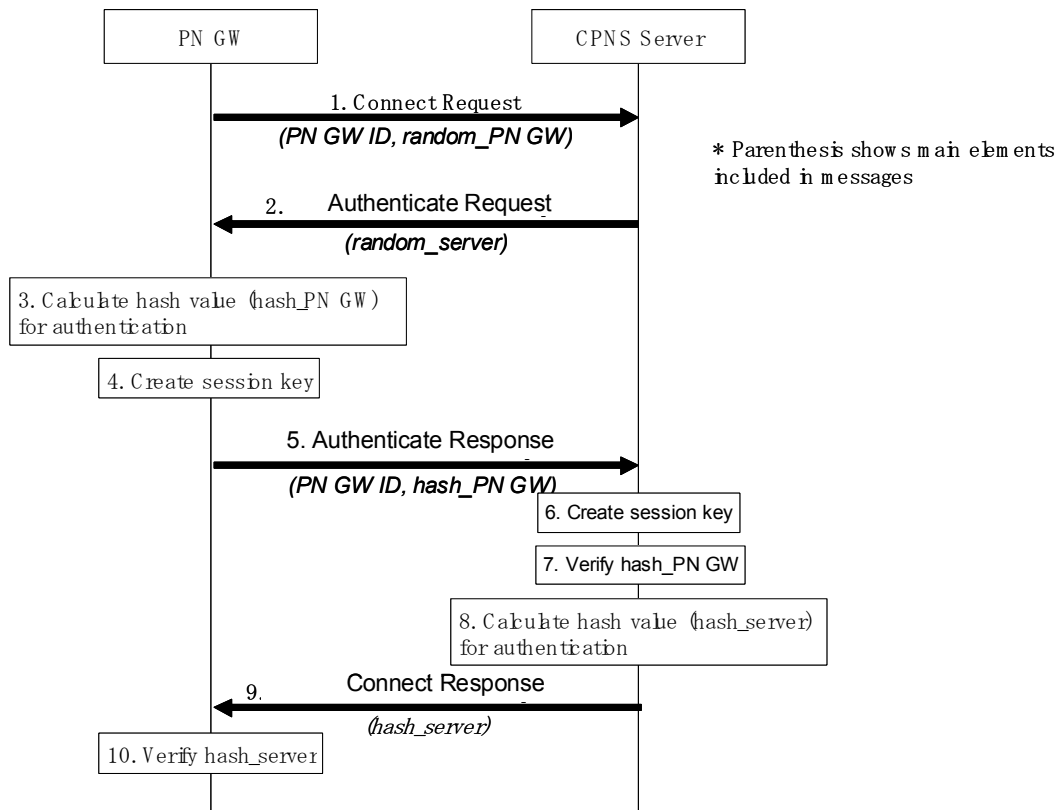 PN GW
CPNS Server
1. Connect Request
(PN GW ID, random_PN GW)
* Parenthesis shows main elements
included in messages
2. Authenticate Request
(random_server)
3. Calculate hash value (hash_PN GW)
for authentication
4. Create session key
5. Authenticate Response
(PN GW ID, hash_PN GW)
6. Create session key
7. Verify hash_PN GW
8. Calculate hash value (hash_server)
for authentication
9. Connect Response
(hash_server)
10. Verify hash_server